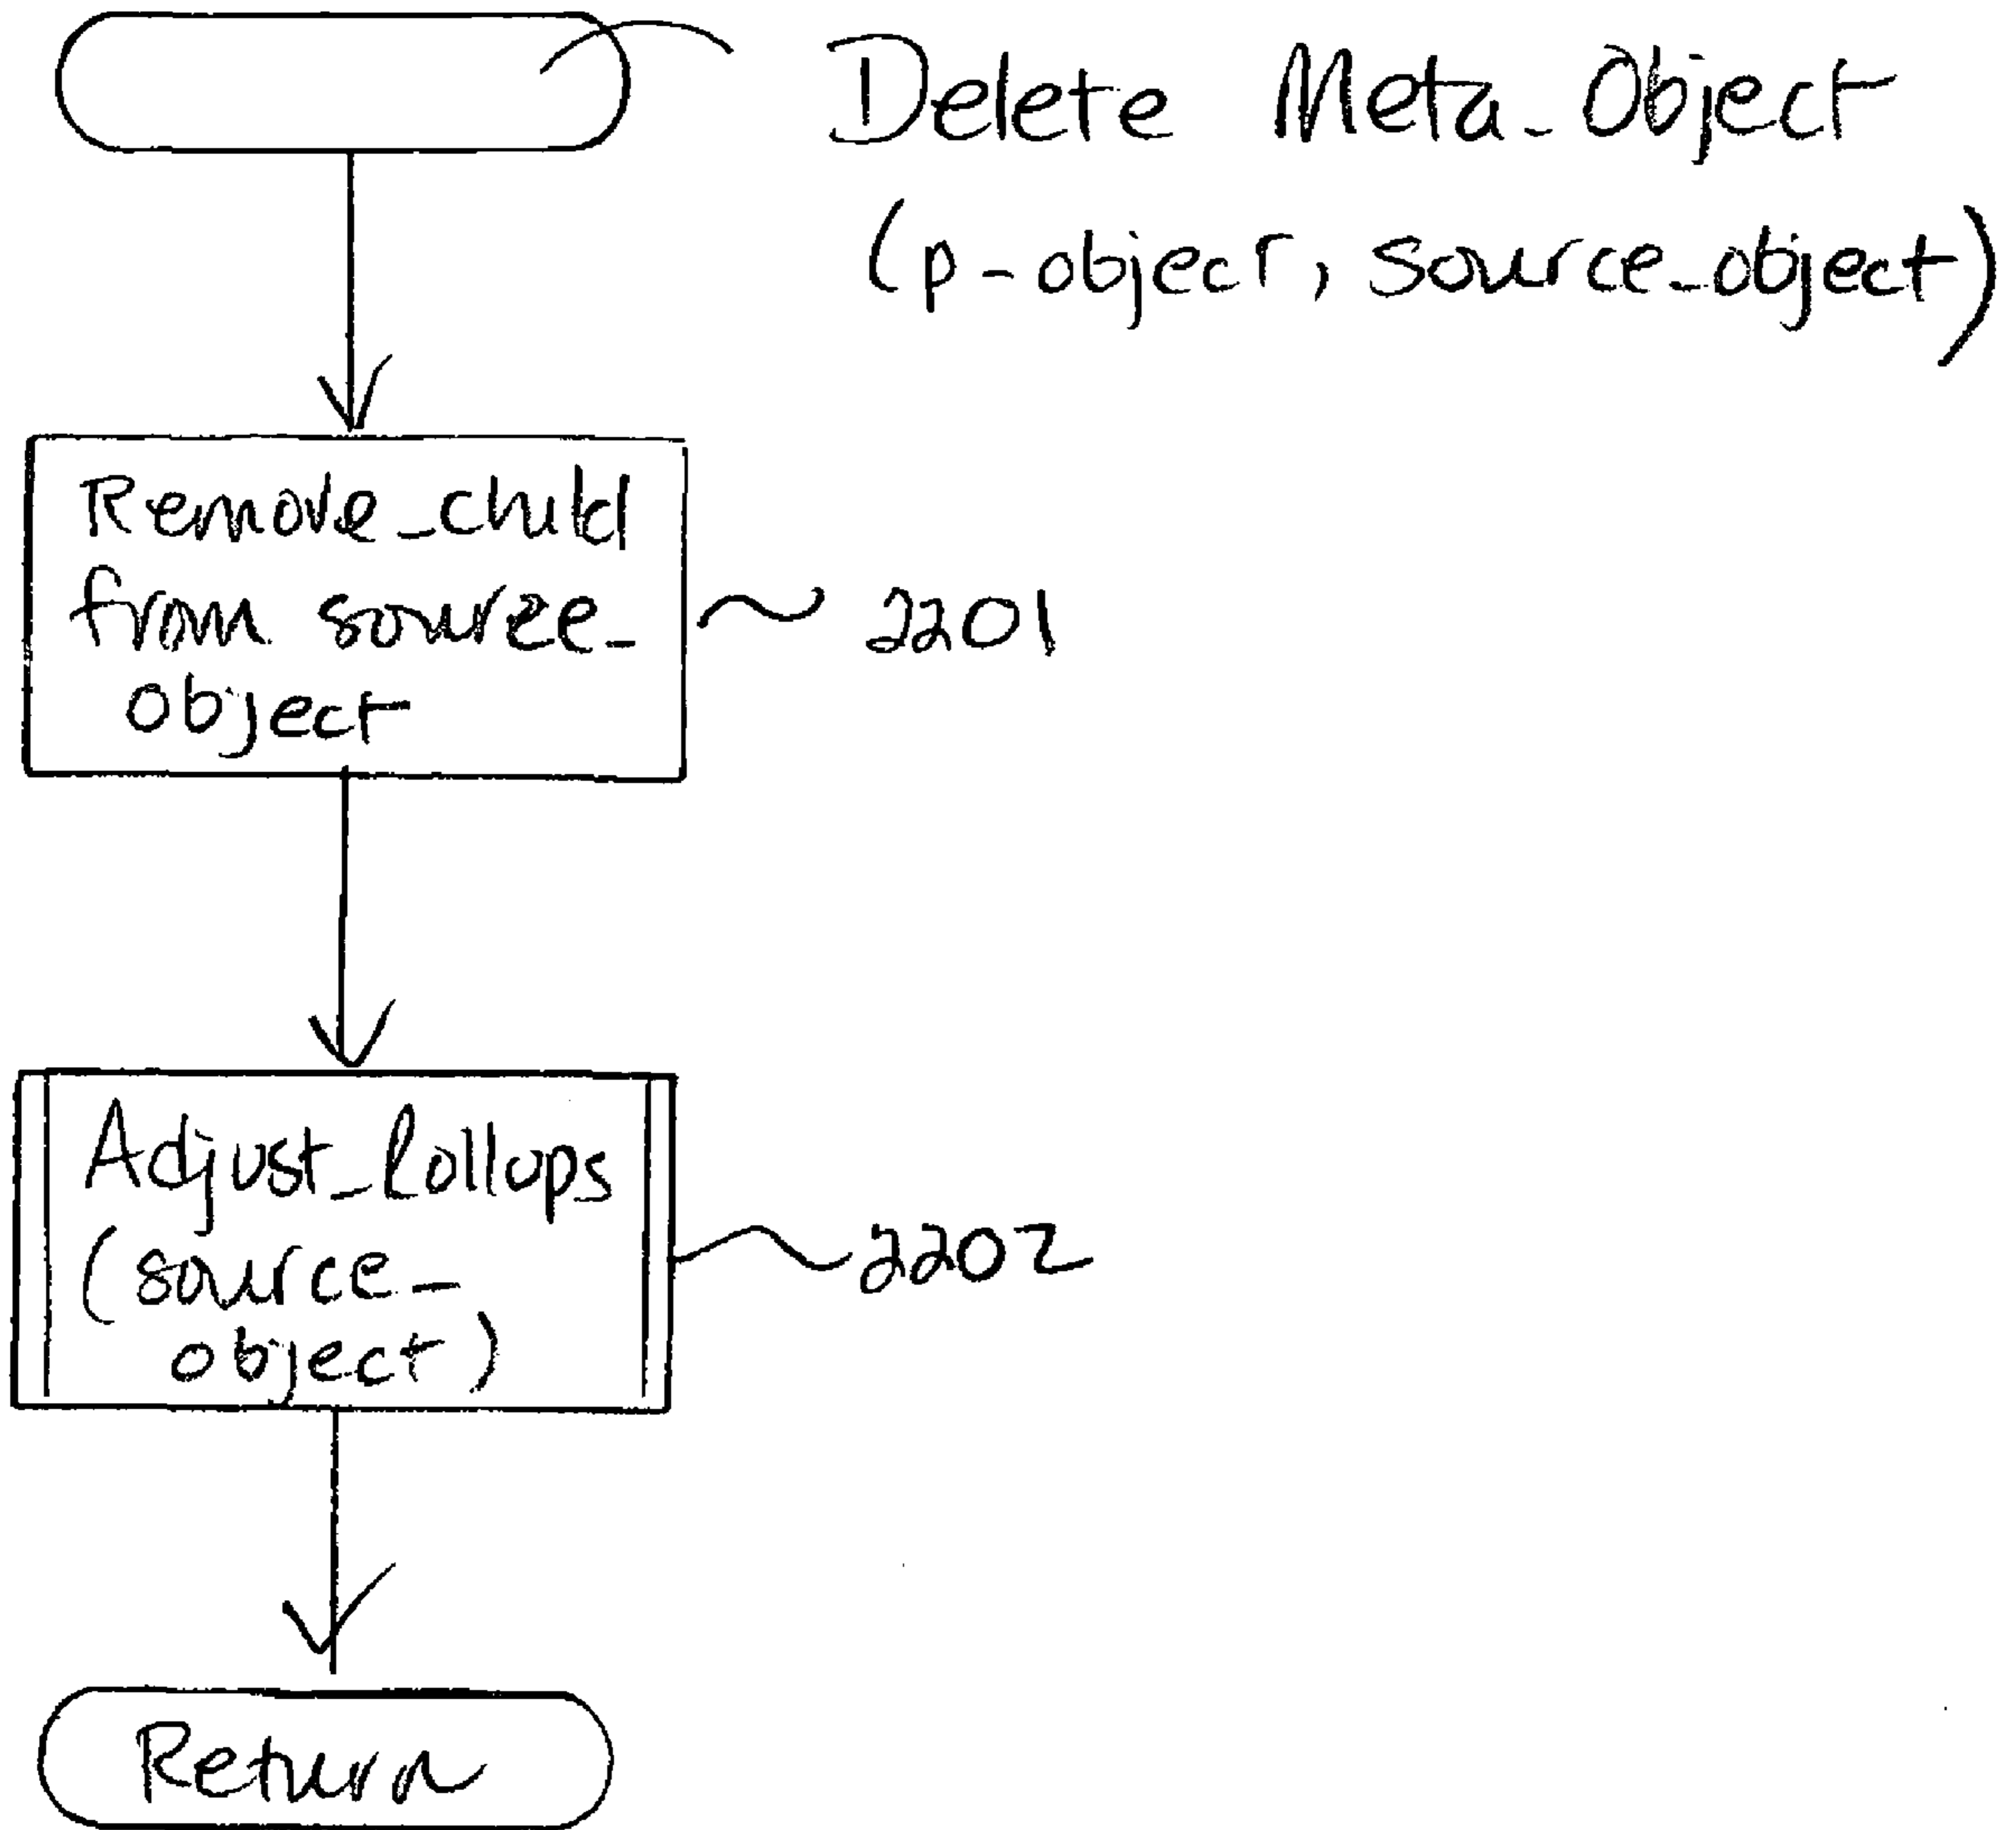 Delete Meta_Object
(p-object, source_object)
Remove_child
from source_
object
2201
Adjust_lollops
(source_
object)
2202
Return